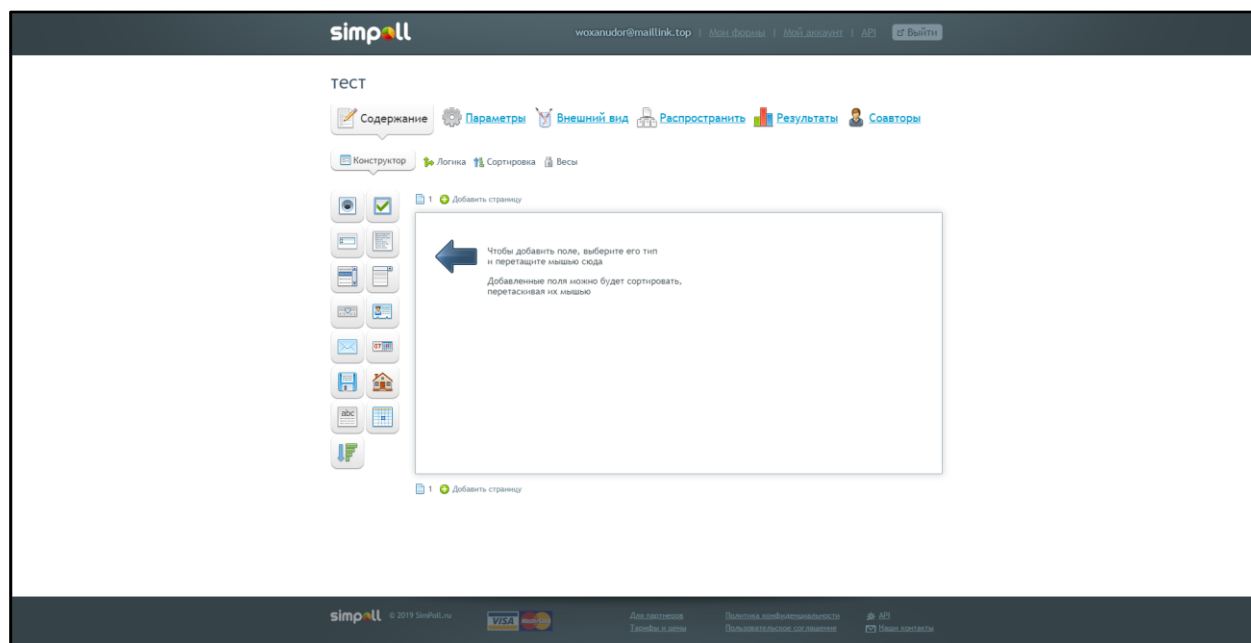 simpoll
woxanudor@maillink.top | Мои формы | Мой аккаунт | API Выйти
тест
Содержание Параметры Внешний вид Распространить Результаты Соавторы
Конструктор Логика Сортировка Весы
1 Добавить страницу
Чтобы добавить поле, выберите его тип
и перетащите мышью сюда
Добавленные поля можно будет сортировать,
перетаскивая их мышью
abc
1 Добавить страницу
simpoll © 2019 SimPoll.ru VISA MasterCard Для партнеров Политика конфиденциальности API
Тарифы и цены Пользовательское соглашение Наши контакты